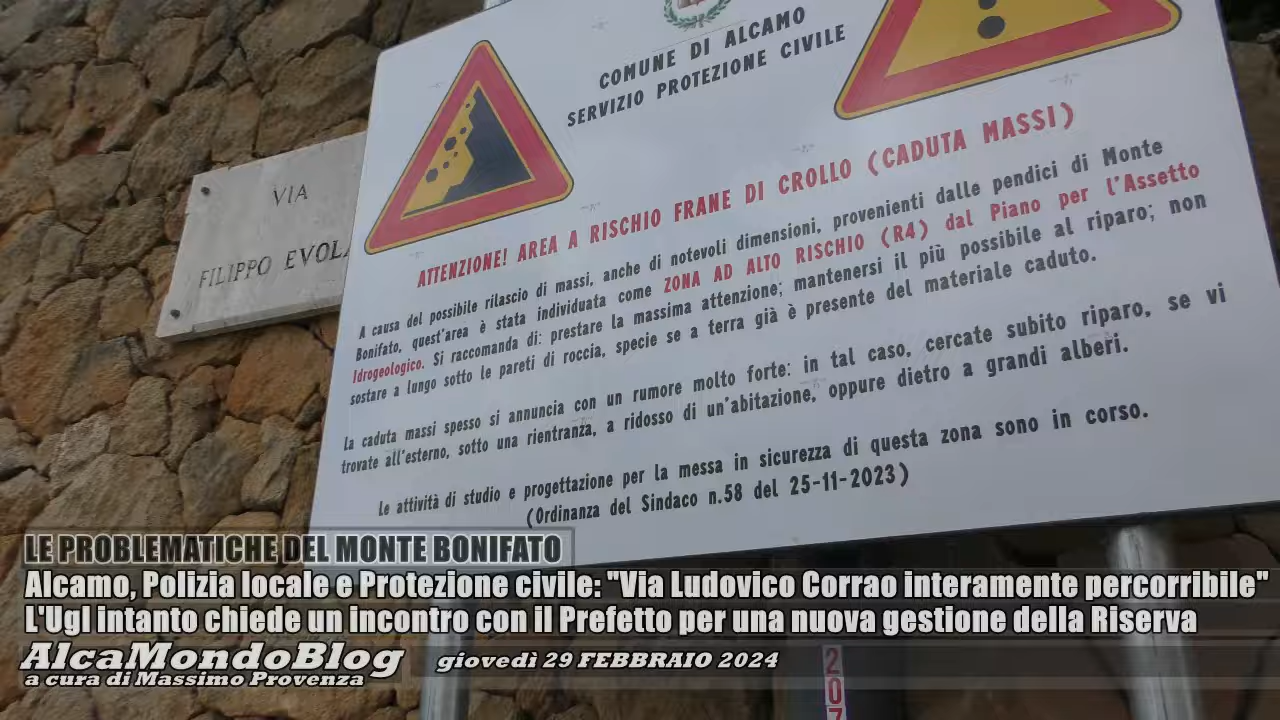 COMUNE DI ALCAMO
SERVIZIO PROTEZIONE CIVILE
VIA
FILIPPO EVOLA
ATTENZIONE! AREA A RISCHIO FRANE DI CROLLO (CADUTA MASSI)
A causa del possibile rilascio di massi, anche di notevoli dimensioni, provenienti dalle pendici di Monte
Bonifato, quest'area è stata individuata come ZONA AD ALTO RISCHIO (R4) dal Piano per l'Assetto
Idrogeologico. Si raccomanda di: prestare la massima attenzione; mantenersi il più possibile al riparo; non
sostare a lungo sotto le pareti di roccia, specie se a terra già è presente del materiale caduto.
La caduta massi spesso si annuncia con un rumore molto forte: in tal caso, cercate subito riparo, se vi
trovate all'esterno, sotto una rientranza, a ridosso di un'abitazione, oppure dietro a grandi alberi.
Le attività di studio e progettazione per la messa in sicurezza di questa zona sono in corso.
(Ordinanza del Sindaco n.58 del 25-11-2023)
LE PROBLEMATICHE DEL MONTE BONIFATO
Alcamo, Polizia locale e Protezione civile: "Via Ludovico Corrao interamente percorribile"
L'Ugl intanto chiede un incontro con il Prefetto per una nuova gestione della Riserva
AlcaMondoBlog giovedì 29 FEBBRAIO 2024
a cura di Massimo Provenza
207